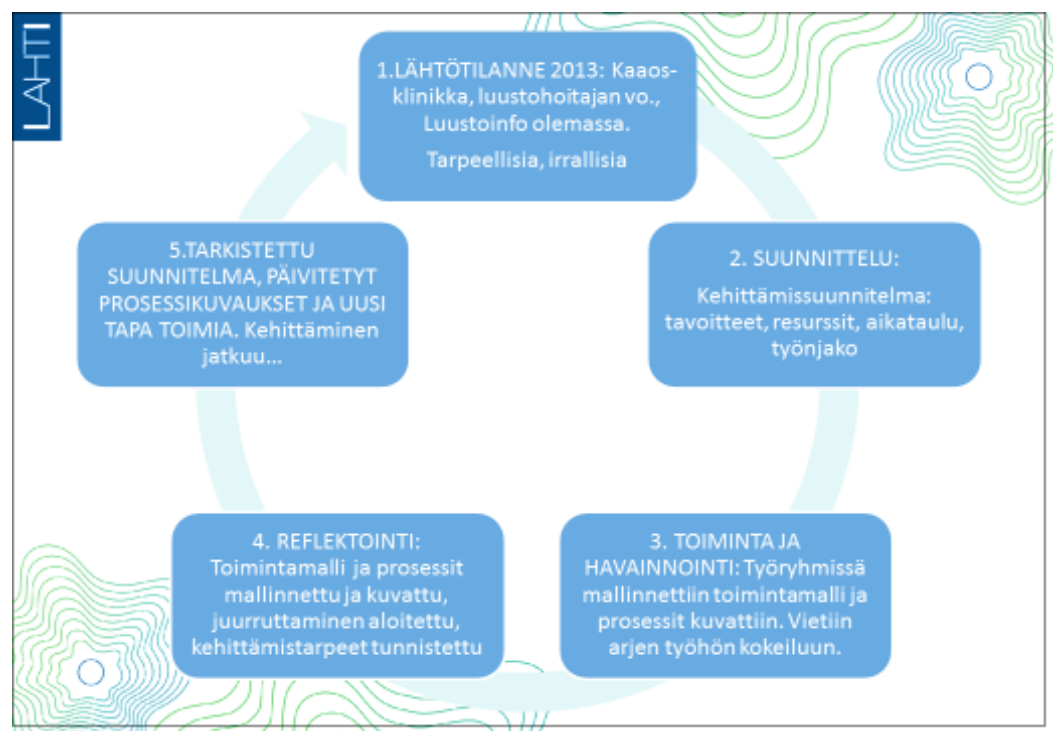 LAHTI
1.LÄHTÖTILANNE 2013: Kaaos-
klinikka, luustohoitajan vo.,
Luustoinfo olemassa.
Tarpeellisia, irrallisia
2. SUUNNITTELU:
Kehittämissuunnitelma:
tavoitteet, resurssit, aikataulu,
työnjako
3. TOIMINTA JA
HAVAINNOINTI: Työryhmissä
mallinnettiin toimintamalli ja
prosessit kuvattiin. Vietiin
arjen työhön kokeiluun.
4. REFLEKTOINTI:
Toimintamalli ja prosessit
mallinnettu ja kuvattu,
juurruttaminen aloitettu,
kehittämistarpeet tunnistettu
5.TARKISTETTU
SUUNNITELMA, PÄIVITETYT
PROSESSIKUVAUKSET JA UUSI
TAPA TOIMIA. Kehittäminen
jatkuu...